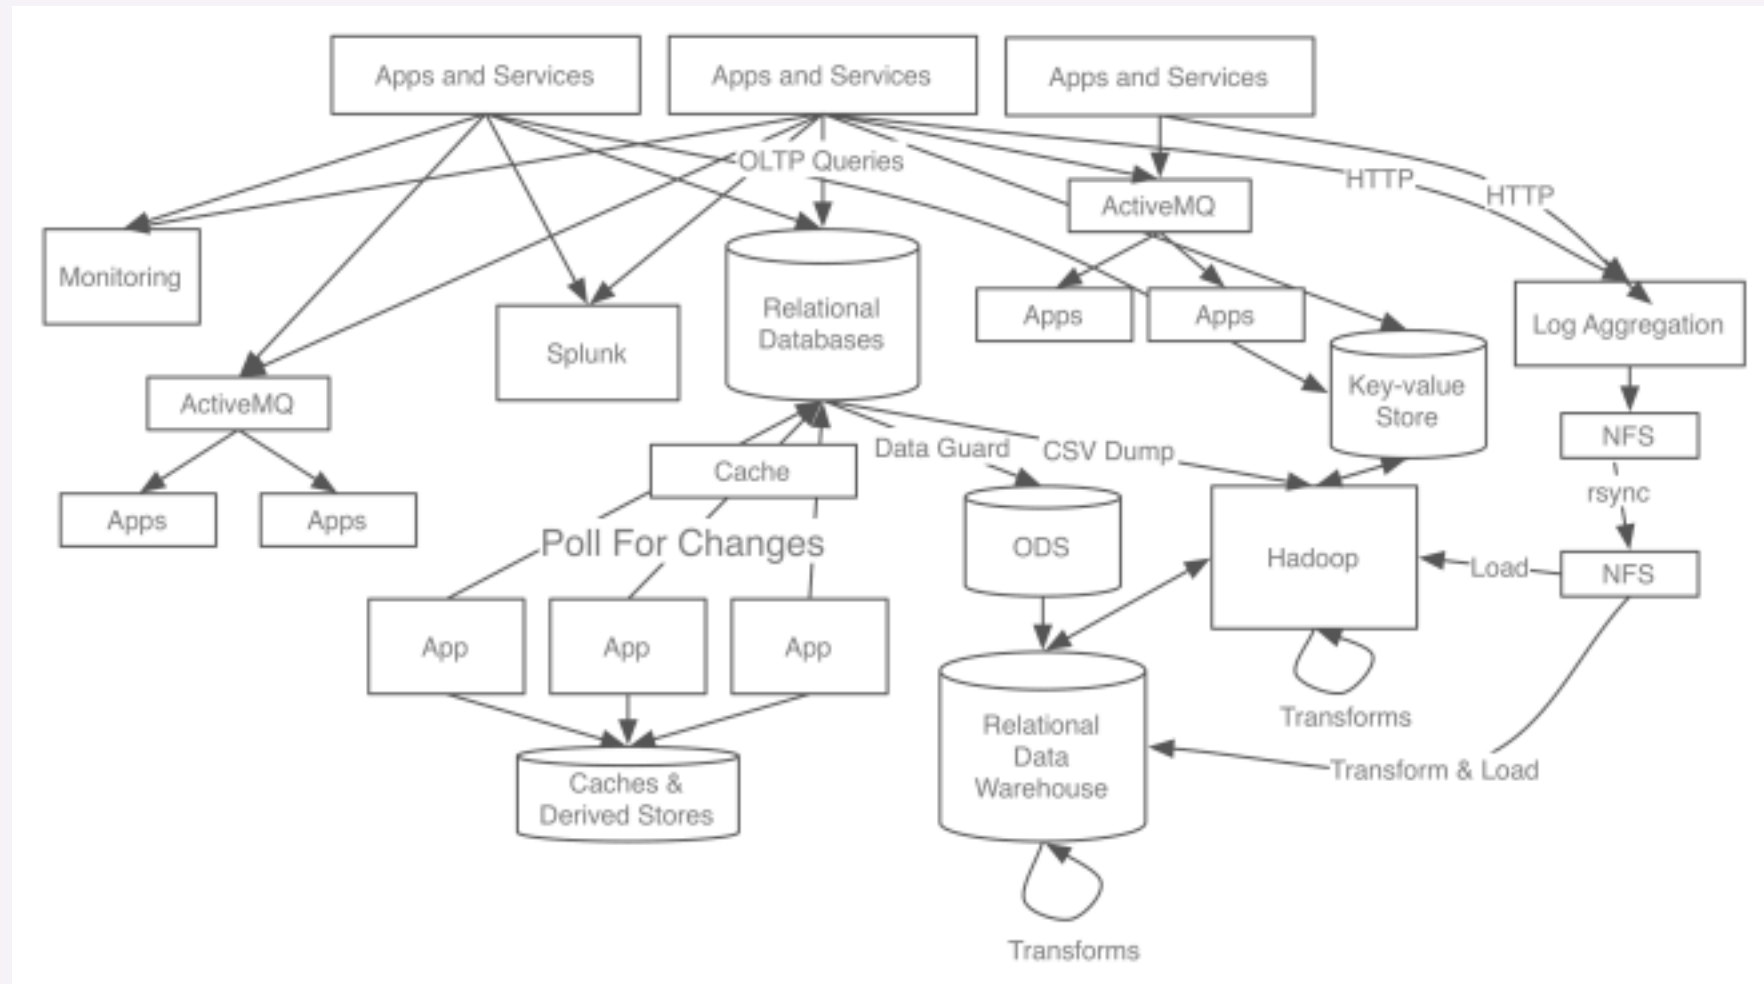 Apps and Services
Apps and Services
Apps and Services
OLTP Queries
HTTP
HTTP
ActiveMQ
Monitoring
Relational
Databases
Splunk
Apps
Apps
Log Aggregation
ActiveMQ
Key-value
Store
NFS
Cache
Data Guard
CSV Dump
rsync
Apps
Apps
Poll For Changes
ODS
Hadoop
Load
NFS
App
App
App
Transforms
Relational
Data
Warehouse
Transform & Load
Caches &
Derived Stores
Transforms